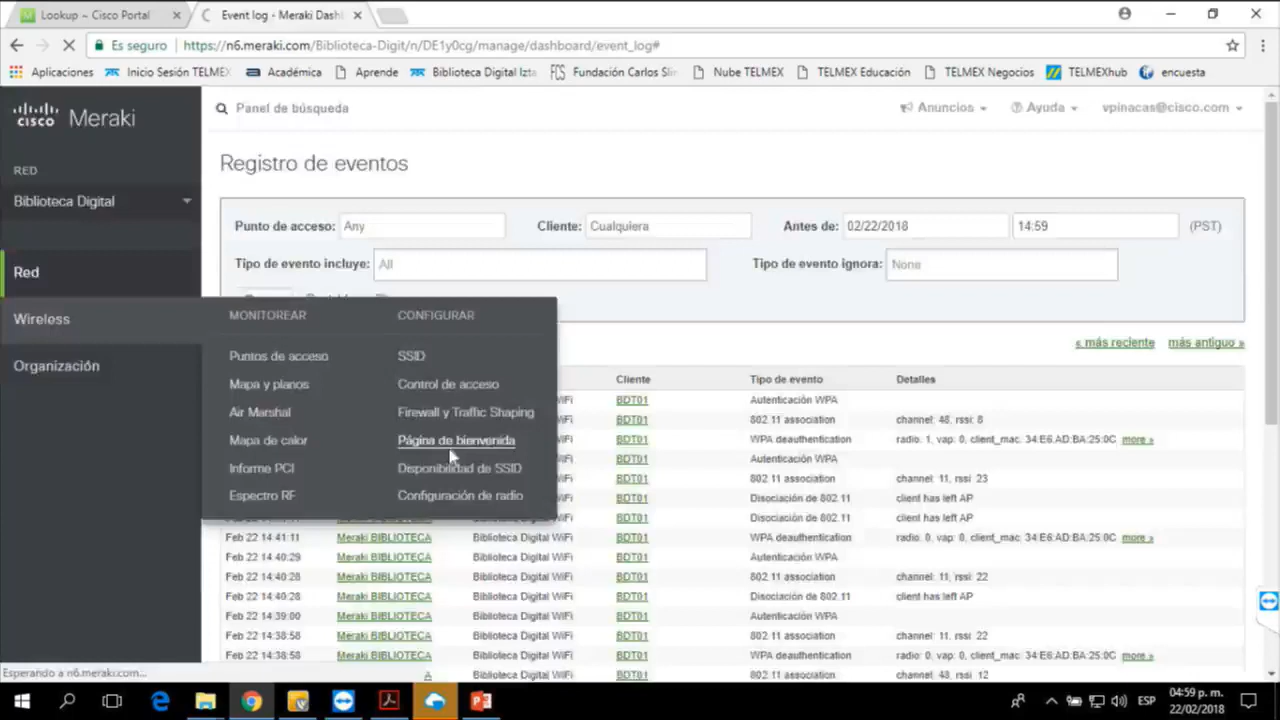 Lookup ~ Cisco Portal
Event log - Meraki Dash
Es seguro
https://n6.meraki.com/Biblioteca-Digit/n/DE1y0cg/manage/dashboard/event_log#
Aplicaciones
Inicio Sesión TELMEX
Académica
Aprende
Biblioteca Digital Izta
Fundación Carlos Slim
Nube TELMEX
TELMEX Educación
TELMEX Negocios
TELMEXhub
encuesta
cisco Meraki
Panel de búsqueda
Anuncios
Ayuda
vpinacas@cisco.com
RED
Biblioteca Digital
Red
Wireless
Organización
Registro de eventos
Punto de acceso: Any
Cliente: Cualquiera
Antes de: 02/22/2018 14:59 (PST)
Tipo de evento incluye: All
Tipo de evento ignora: None
MONITOREAR
Puntos de acceso
Mapa y planos
Air Marshal
Mapa de calor
Informe PCI
Espectro RF
CONFIGURAR
SSID
Control de acceso
Firewall y Traffic Shaping
Página de bienvenida
Disponibilidad de SSID
Configuración de radio
« más reciente más antiguo »
Cliente Tipo de evento Detalles
WiFi BDT01 Autenticación WPA
WiFi BDT01 802.11 association channel: 48, rssi: 8
WiFi BDT01 WPA deauthentication radio: 1, vap: 0, client_mac: 34:E6:AD:BA:25:0C more »
WiFi BDT01 Autenticación WPA
WiFi BDT01 802.11 association channel: 11, rssi: 23
WiFi BDT01 Disociación de 802.11 client has left AP
WiFi BDT01 Disociación de 802.11 client has left AP
Feb 22 14:41:11 Meraki BIBLIOTECA Biblioteca Digital WiFi BDT01 WPA deauthentication radio: 0, vap: 0, client_mac: 34:E6:AD:BA:25:0C more »
Feb 22 14:40:29 Meraki BIBLIOTECA Biblioteca Digital WiFi BDT01 Autenticación WPA
Feb 22 14:40:28 Meraki BIBLIOTECA Biblioteca Digital WiFi BDT01 802.11 association channel: 11, rssi: 22
Feb 22 14:40:28 Meraki BIBLIOTECA Biblioteca Digital WiFi BDT01 Disociación de 802.11 client has left AP
Feb 22 14:39:00 Meraki BIBLIOTECA Biblioteca Digital WiFi BDT01 Autenticación WPA
Feb 22 14:38:58 Meraki BIBLIOTECA Biblioteca Digital WiFi BDT01 802.11 association channel: 11, rssi: 22
Feb 22 14:38:58 Meraki BIBLIOTECA Biblioteca Digital WiFi BDT01 WPA deauthentication radio: 0, vap: 0, client_mac: 34:E6:AD:BA:25:0C more »
A Biblioteca Digital WiFi BDT01 802.11 association channel: 48, rssi: 12
Esperando a n6.meraki.com...
ESP
04:59 p. m.
22/02/2018